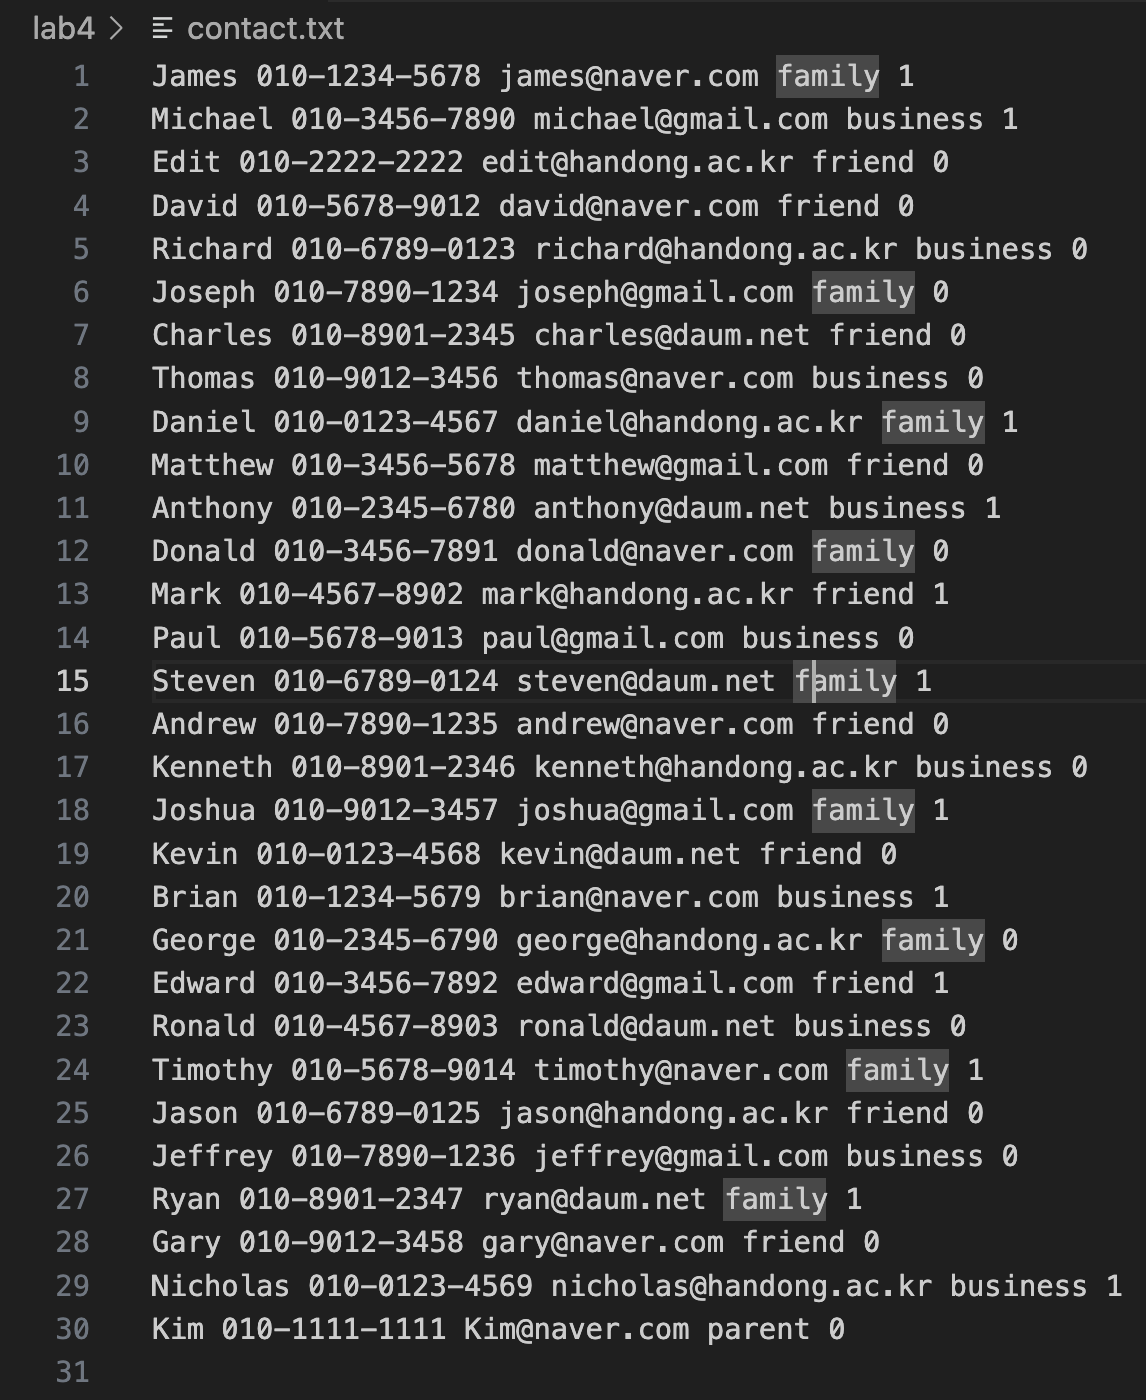 lab4 > contact.txt
1 James 010-1234-5678 james@naver.com family 1
2 Michael 010-3456-7890 michael@gmail.com business 1
3 Edit 010-2222-2222 edit@handong.ac.kr friend 0
4 David 010-5678-9012 david@naver.com friend 0
5 Richard 010-6789-0123 richard@handong.ac.kr business 0
6 Joseph 010-7890-1234 joseph@gmail.com family 0
7 Charles 010-8901-2345 charles@daum.net friend 0
8 Thomas 010-9012-3456 thomas@naver.com business 0
9 Daniel 010-0123-4567 daniel@handong.ac.kr family 1
10 Matthew 010-3456-5678 matthew@gmail.com friend 0
11 Anthony 010-2345-6780 anthony@daum.net business 1
12 Donald 010-3456-7891 donald@naver.com family 0
13 Mark 010-4567-8902 mark@handong.ac.kr friend 1
14 Paul 010-5678-9013 paul@gmail.com business 0
15 Steven 010-6789-0124 steven@daum.net family 1
16 Andrew 010-7890-1235 andrew@naver.com friend 0
17 Kenneth 010-8901-2346 kenneth@handong.ac.kr business 0
18 Joshua 010-9012-3457 joshua@gmail.com family 1
19 Kevin 010-0123-4568 kevin@daum.net friend 0
20 Brian 010-1234-5679 brian@naver.com business 1
21 George 010-2345-6790 george@handong.ac.kr family 0
22 Edward 010-3456-7892 edward@gmail.com friend 1
23 Ronald 010-4567-8903 ronald@daum.net business 0
24 Timothy 010-5678-9014 timothy@naver.com family 1
25 Jason 010-6789-0125 jason@handong.ac.kr friend 0
26 Jeffrey 010-7890-1236 jeffrey@gmail.com business 0
27 Ryan 010-8901-2347 ryan@daum.net family 1
28 Gary 010-9012-3458 gary@naver.com friend 0
29 Nicholas 010-0123-4569 nicholas@handong.ac.kr business 1
30 Kim 010-1111-1111 Kim@naver.com parent 0
31